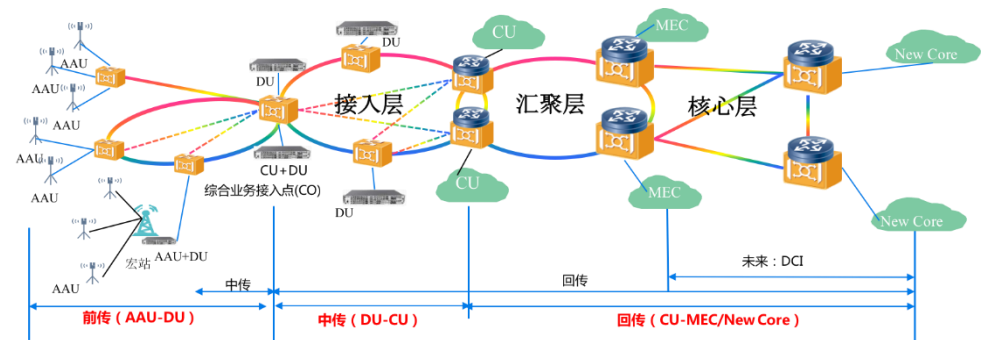 CU
MEC
New Core
DU
DU
AAU
AAU
AAU
接入层
汇聚层
核心层
AAU
AAU
CU+DU
综合业务接入点(CO)
CU
MEC
DU
New Core
宏站
AAU+DU
AAU
未来：DCI
中传
回传
前传（AAU-DU）
中传（DU-CU）
回传（CU-MEC/New Core）